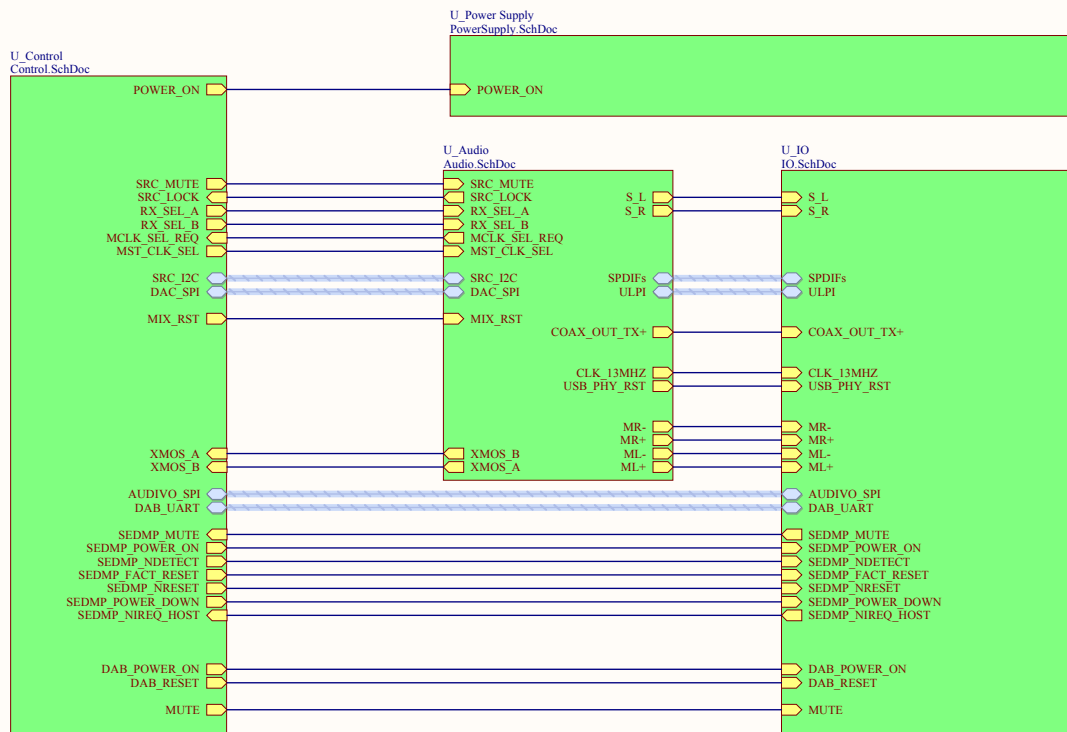 U_Power Supply
PowerSupply.SchDoc
POWER_ON
U_Control
Control.SchDoc
POWER_ON
SRC_MUTE
SRC_LOCK
RX_SEL_A
RX_SEL_B
MCLK_SEL_REQ
MST_CLK_SEL
SRC_I2C
DAC_SPI
MIX_RST
XMOS_A
XMOS_B
AUDIVO_SPI
DAB_UART
SEDMP_MUTE
SEDMP_POWER_ON
SEDMP_NDETECT
SEDMP_FACT_RESET
SEDMP_NRESET
SEDMP_POWER_DOWN
SEDMP_NIREQ_HOST
DAB_POWER_ON
DAB_RESET
MUTE
U_Audio
Audio.SchDoc
SRC_MUTE
SRC_LOCK
RX_SEL_A
RX_SEL_B
MCLK_SEL_REQ
MST_CLK_SEL
SRC_I2C
DAC_SPI
MIX_RST
XMOS_B
XMOS_A
S_L
S_R
SPDIFs
ULPI
COAX_OUT_TX+
CLK_13MHZ
USB_PHY_RST
MR-
MR+
ML-
ML+
U_IO
IO.SchDoc
S_L
S_R
SPDIFs
ULPI
COAX_OUT_TX+
CLK_13MHZ
USB_PHY_RST
MR-
MR+
ML-
ML+
AUDIVO_SPI
DAB_UART
SEDMP_MUTE
SEDMP_POWER_ON
SEDMP_NDETECT
SEDMP_FACT_RESET
SEDMP_NRESET
SEDMP_POWER_DOWN
SEDMP_NIREQ_HOST
DAB_POWER_ON
DAB_RESET
MUTE